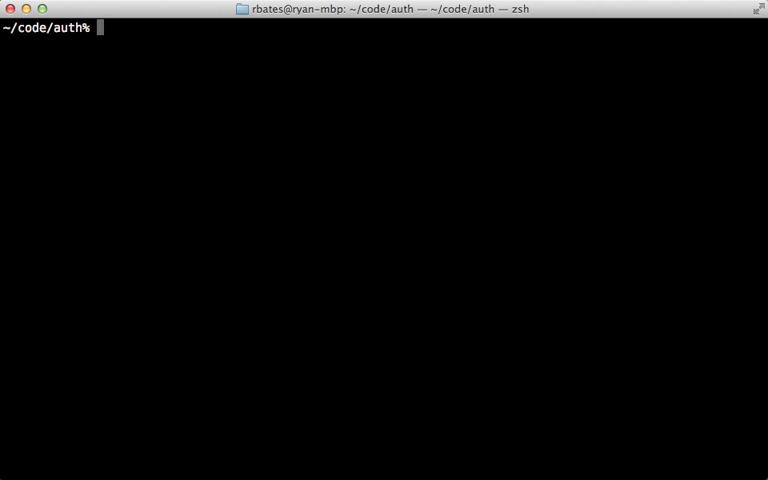 rbates@ryan-mbp: ~/code/auth — ~/code/auth — zsh
~/code/auth%